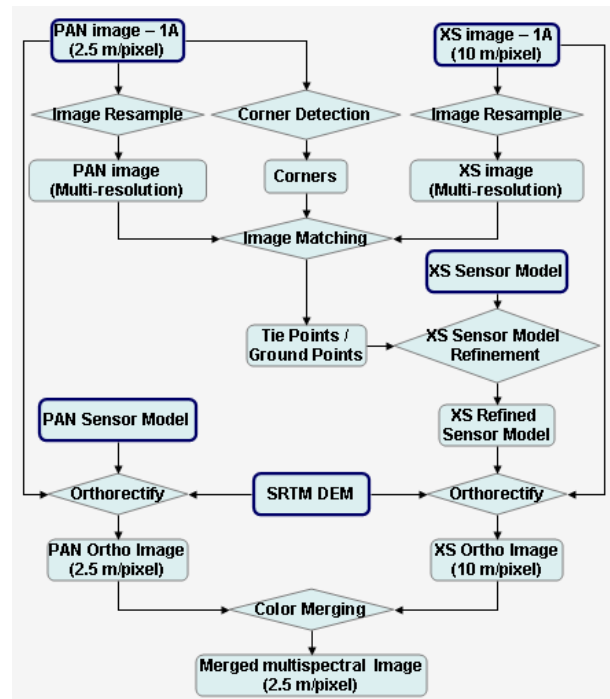 PAN image – 1A
(2.5 m/pixel)
XS image – 1A
(10 m/pixel)
Image Resample
Corner Detection
Image Resample
PAN image
(Multi-resolution)
Corners
XS image
(Multi-resolution)
Image Matching
XS Sensor Model
Tie Points /
Ground Points
XS Sensor Model
Refinement
PAN Sensor Model
XS Refined
Sensor Model
Orthorectify
SRTM DEM
Orthorectify
PAN Ortho Image
(2.5 m/pixel)
XS Ortho Image
(10 m/pixel)
Color Merging
Merged multispectral Image
(2.5 m/pixel)